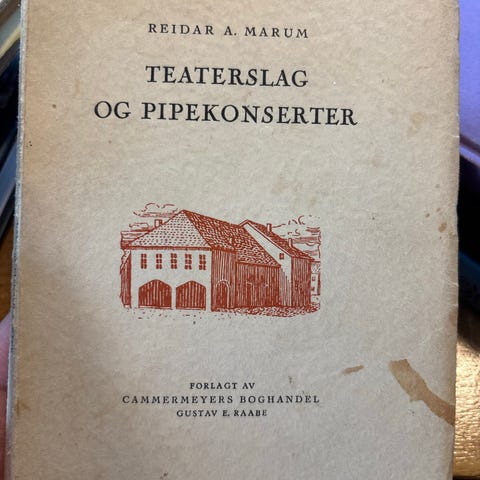 REIDAR A. MARUM
TEATERSLAG
OG PIPEKONSERTER
FORLAGT AV
CAMMERMEYERS BOGHANDEL
GUSTAV E. RAABE